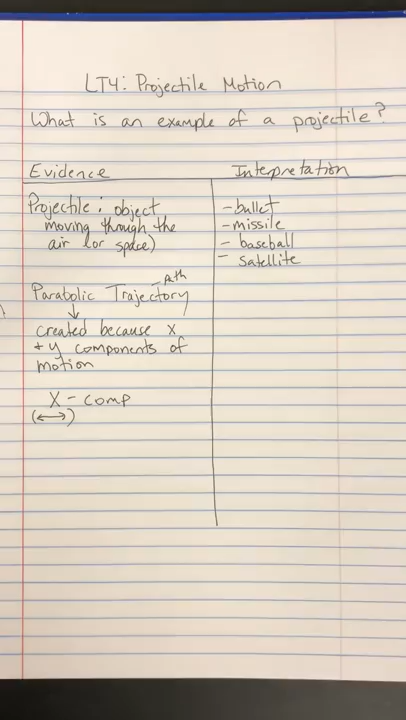 LT4: Projectile Motion
What is an example of a projectile?
Evidence
Projectile: object
moving through the
air (or space)
- Path
Parabolic Trajectory
↓
created because x
+ y components of
motion
X - comp
(↔)
Interpretation
- bullet
- missile
- baseball
- satellite